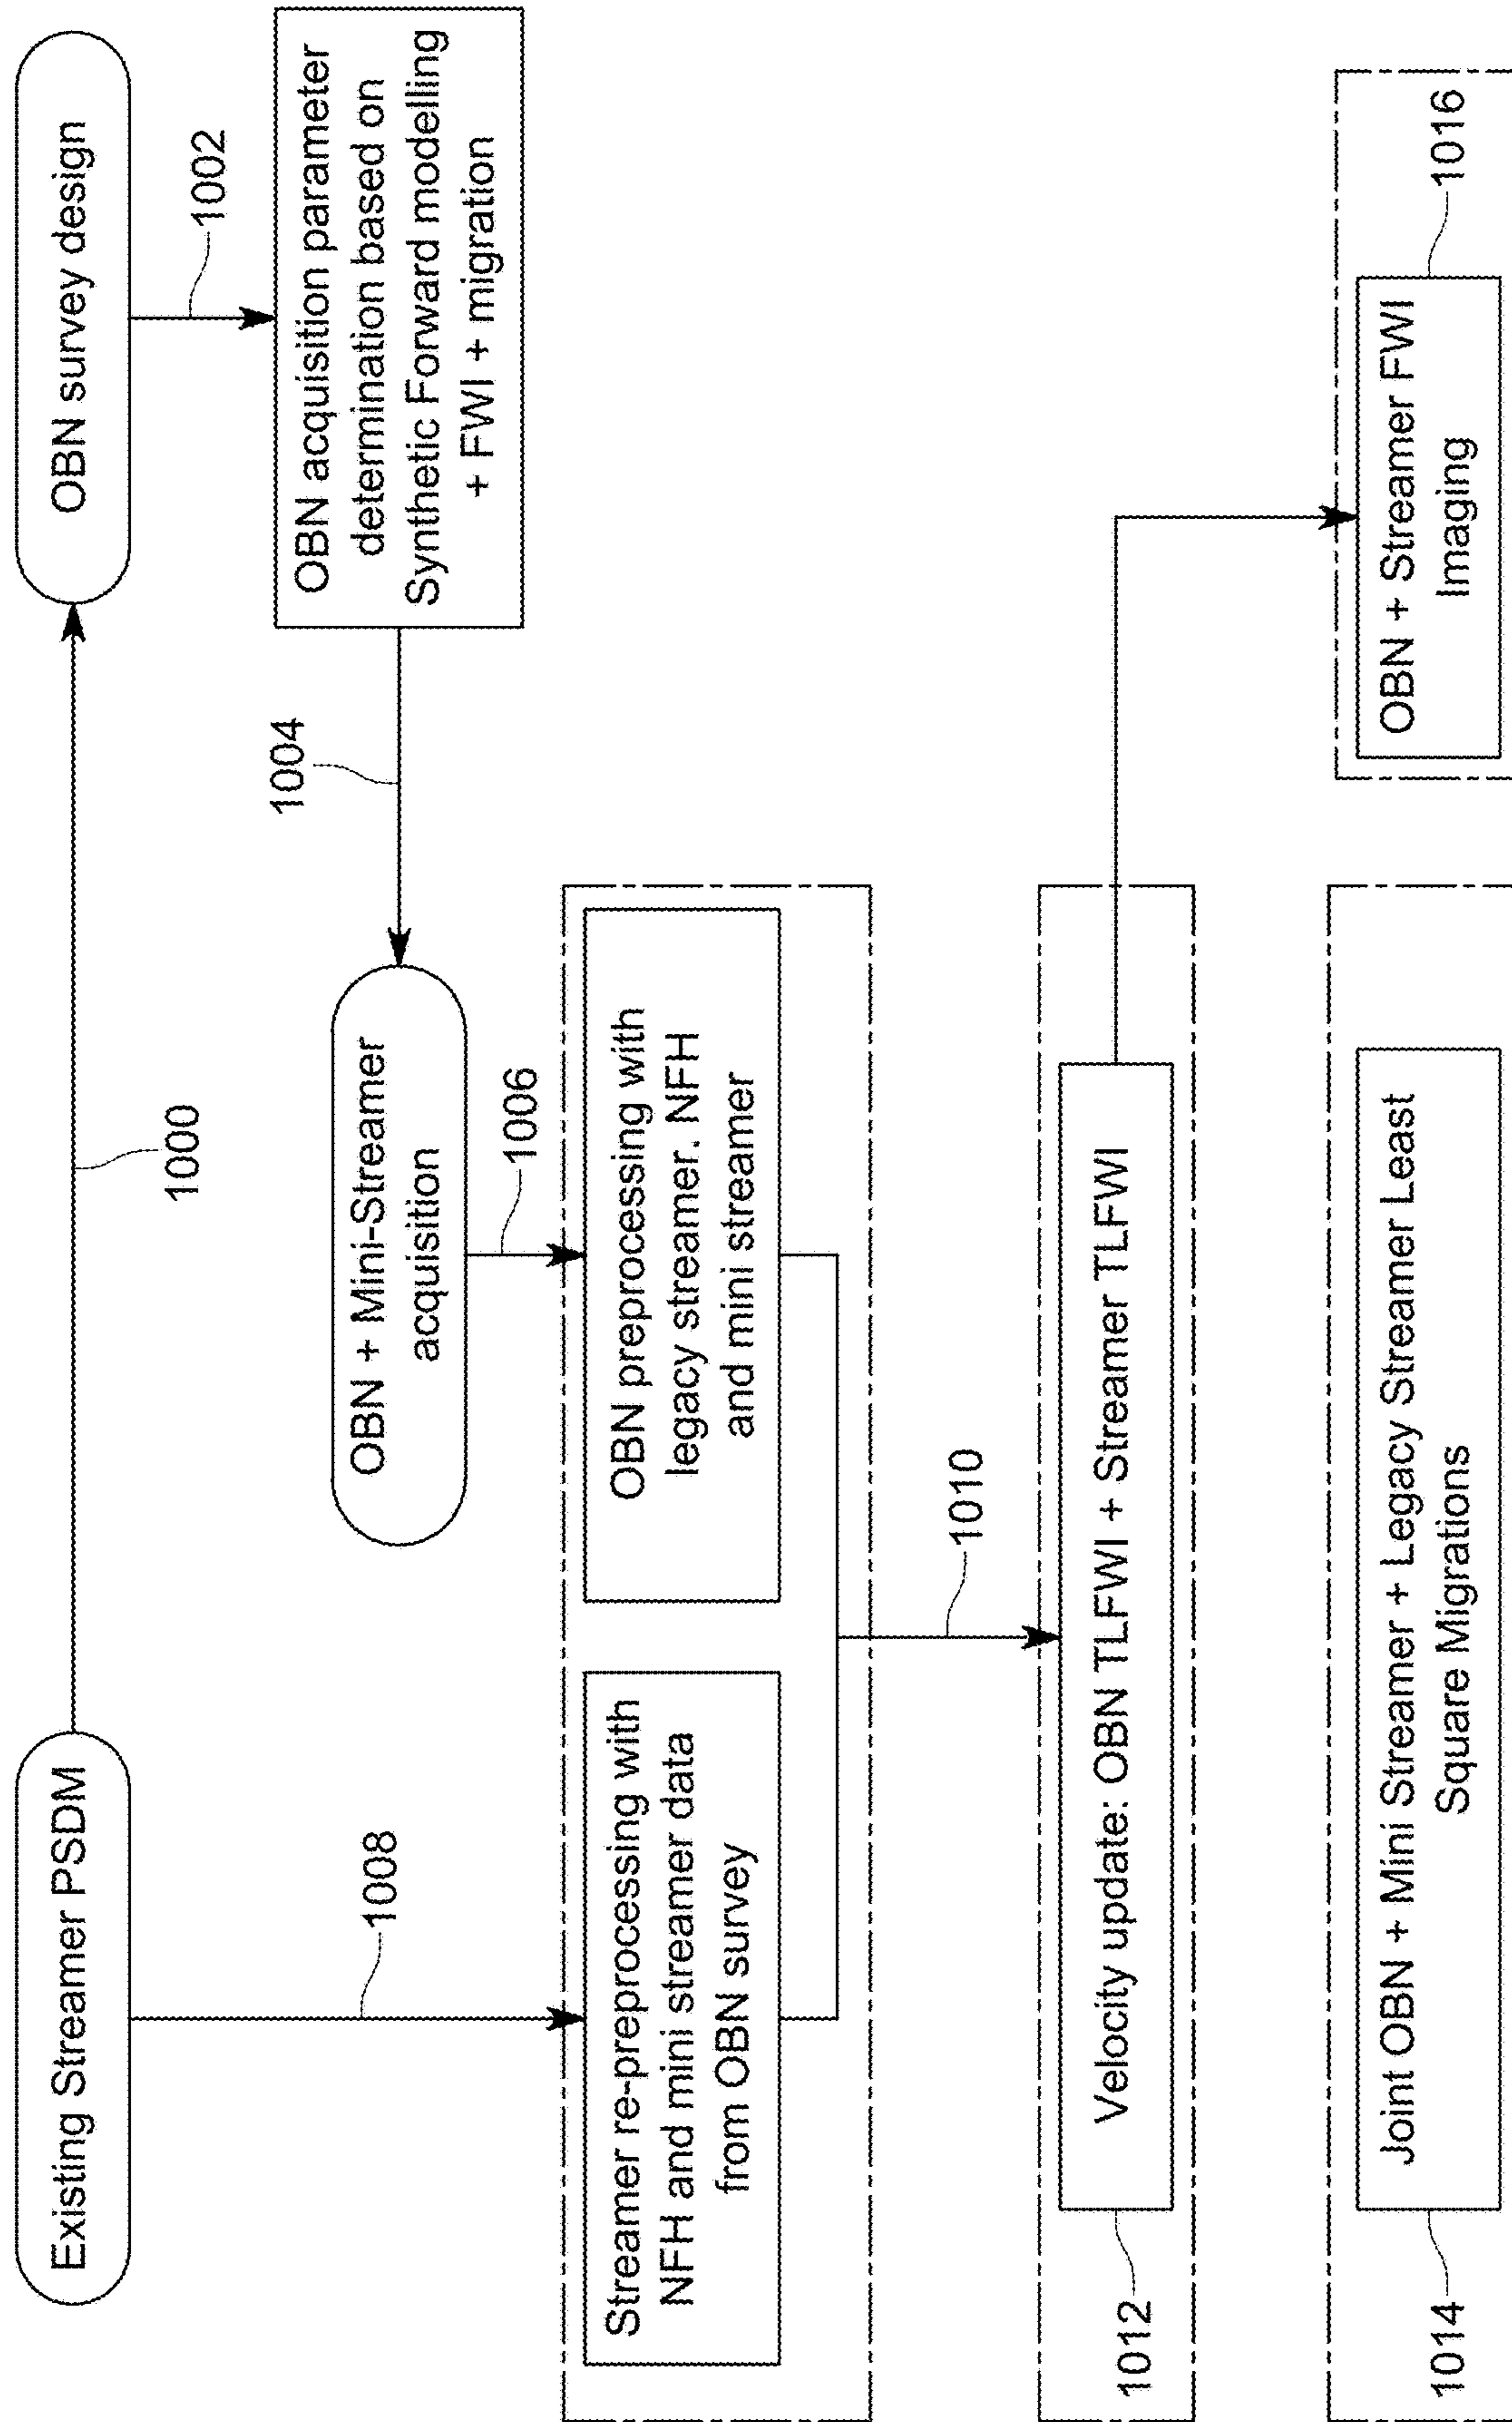 Existing Streamer PSDM
1000
OBN survey design
1002
OBN acquisition parameter
determination based on
Synthetic Forward modelling
+ FWI + migration
1004
OBN + Mini-Streamer
acquisition
1006
1008
Streamer re-preprocessing with
NFH and mini streamer data
from OBN survey
OBN preprocessing with
legacy streamer. NFH
and mini streamer
1010
Velocity update: OBN TLFWI + Streamer TLFWI
1012
Joint OBN + Mini Streamer + Legacy Streamer Least
Square Migrations
1014
OBN + Streamer FWI
Imaging
1016